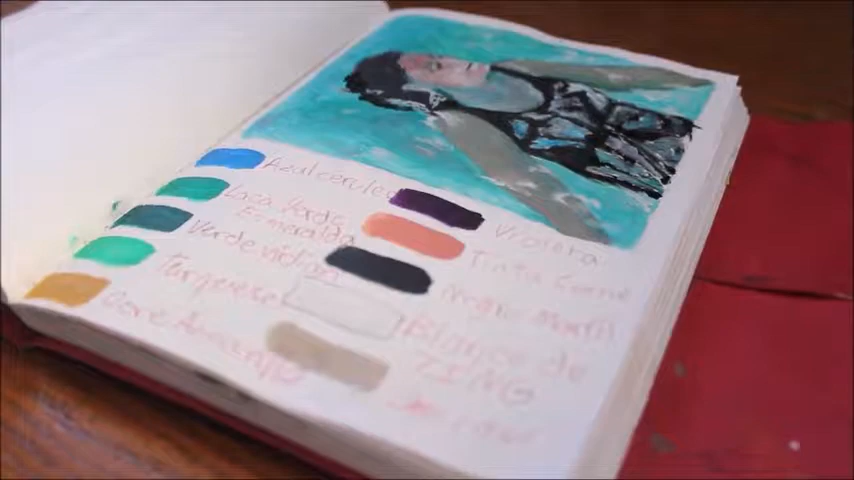 Azul cerúleo
Laca Verde
Esmeralda
Verde
Turquesa
Ocre Amarillo
Violeta
Tinta Carne
Negro Marfil
Blanco de
ZINC